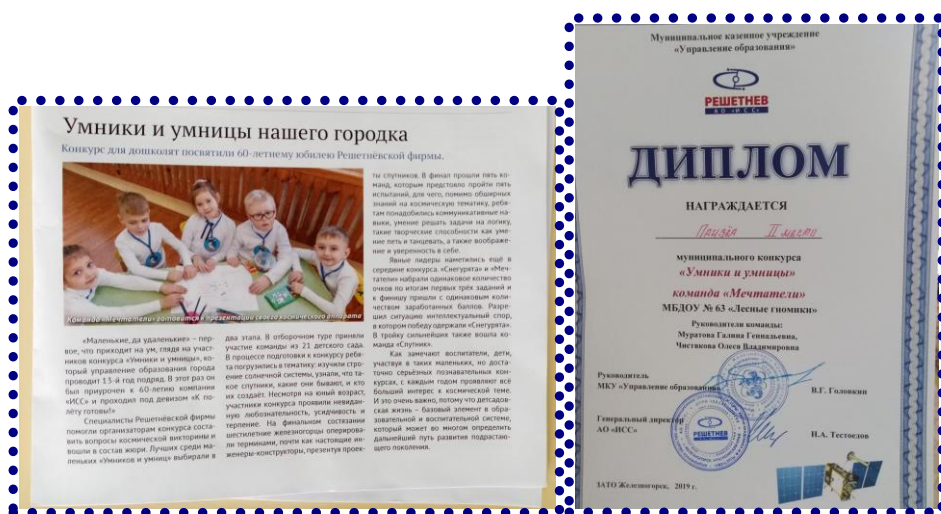 Умники и умницы нашего городка
Конкурс для дошколят посвятили 60-летнему юбилею Решетнёвской фирмы.
Команда «Мечтатели» готовится к презентации своего космического аппарата
«Маленькие, да удаленькие» – пер-
вое, что приходит на ум, глядя на участ-
ников конкурса «Умники и умницы», ко-
торый управление образования города
проводит 13-й год подряд. В этот раз он
был приурочен к 60-летию компании
«ИСС» и проходил под девизом «К по-
лёту готовы!»
Специалисты Решетнёвской фирмы
помогли организаторам конкурса соста-
вить вопросы космической викторины и
вошли в состав жюри. Лучших среди ма-
леньких «Умников и умниц» выбирали в
два этапа. В отборочном туре приняли
участие команды из 21 детского сада.
В процессе подготовки к конкурсу ребя-
та погрузились в тематику: изучили стро-
ение солнечной системы, узнали, что та-
кое спутники, какие они бывают, и кто
их создаёт. Несмотря на юный возраст,
участники конкурса проявили невидан-
ную любознательность, усидчивость и
терпение. На финальном состязании
шестилетние железногорцы оперирова-
ли терминами, почти как настоящие ин-
женеры-конструкторы, презентуя проек-
ты спутников. В финал прошли пять ко-
манд, которым предстояло пройти пять
испытаний, для чего, помимо обширных
знаний на космическую тематику, ребя-
там понадобились коммуникативные на-
выки, умение решать задачи на логику,
такие творческие способности как уме-
ние петь и танцевать, а также воображе-
ние и уверенность в себе.
Явные лидеры наметились ещё в
середине конкурса. «Снегурята» и «Меч-
татели» набрали одинаковое количество
очков по итогам первых трёх заданий и
к финишу пришли с одинаковым коли-
чеством заработанных баллов. Разре-
шил ситуацию интеллектуальный спор,
в котором победу одержали «Снегурята».
В тройку сильнейших также вошла ко-
манда «Спутник».
Как замечают воспитатели, дети,
участвуя в таких маленьких, но доста-
точно серьёзных познавательных кон-
курсах, с каждым годом проявляют всё
больший интерес к космической теме.
И это очень важно, потому что детсадов-
ская жизнь – базовый элемент в обра-
зовательной и воспитательной системе,
который может во многом определить
дальнейший путь развития подрастаю-
щего поколения.
Муниципальное казенное учреждение
«Управление образования»
РЕШЕТНЕВ
АО «ИСС»
ДИПЛОМ
НАГРАЖДАЕТСЯ
Призёр II место
муниципального конкурса
«Умники и умницы»
команда «Мечтатели»
МБДОУ № 63 «Лесные гномики»
Руководители команды:
Муратова Галина Геннадьевна,
Чистякова Олеся Владимировна
Руководитель
МКУ «Управление образования»
В.Г. Головкин
Генеральный директор
АО «ИСС»
Н.А. Тестоедов
ЗАТО Железногорск, 2019 г.